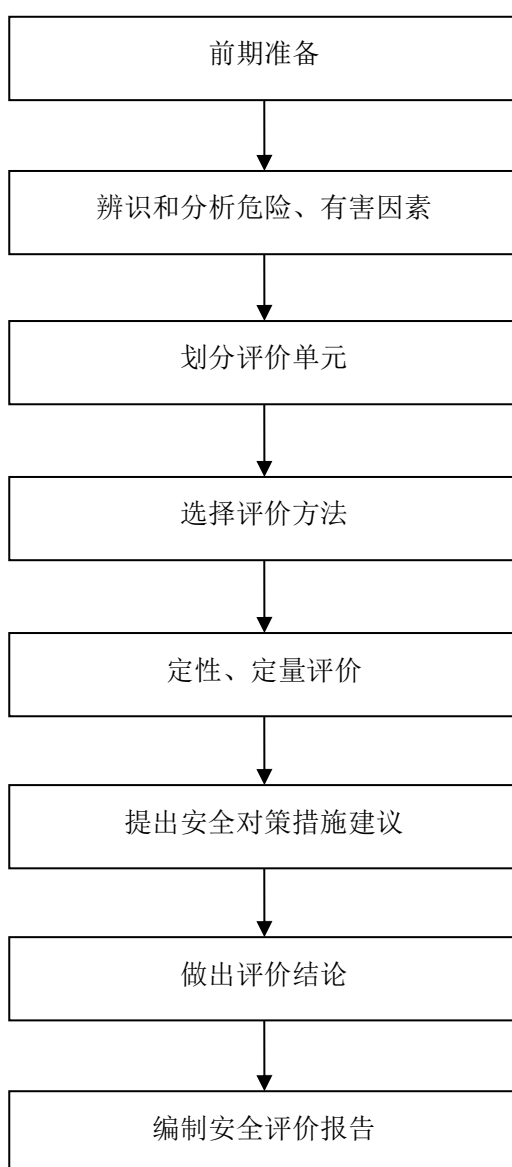 前期准备
辨识和分析危险、有害因素
划分评价单元
选择评价方法
定性、定量评价
提出安全对策措施建议
做出评价结论
编制安全评价报告